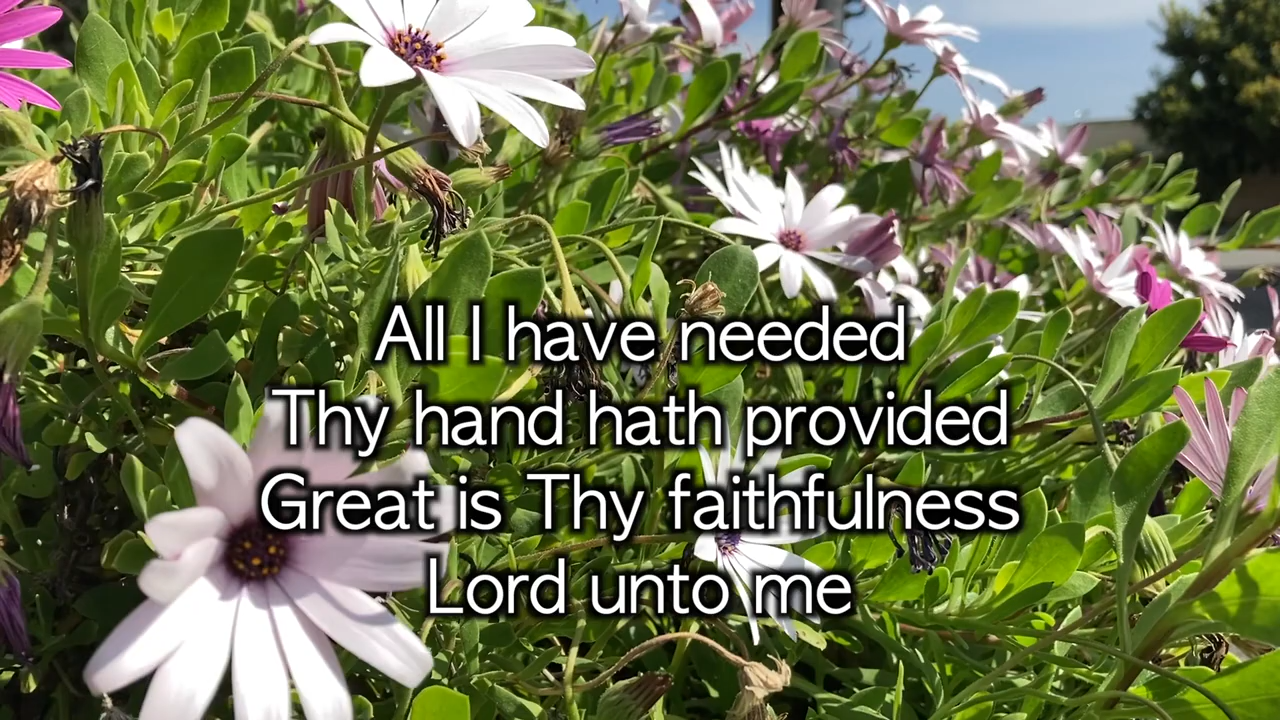 All I have needed
Thy hand hath provided
Great is Thy faithfulness
Lord unto me